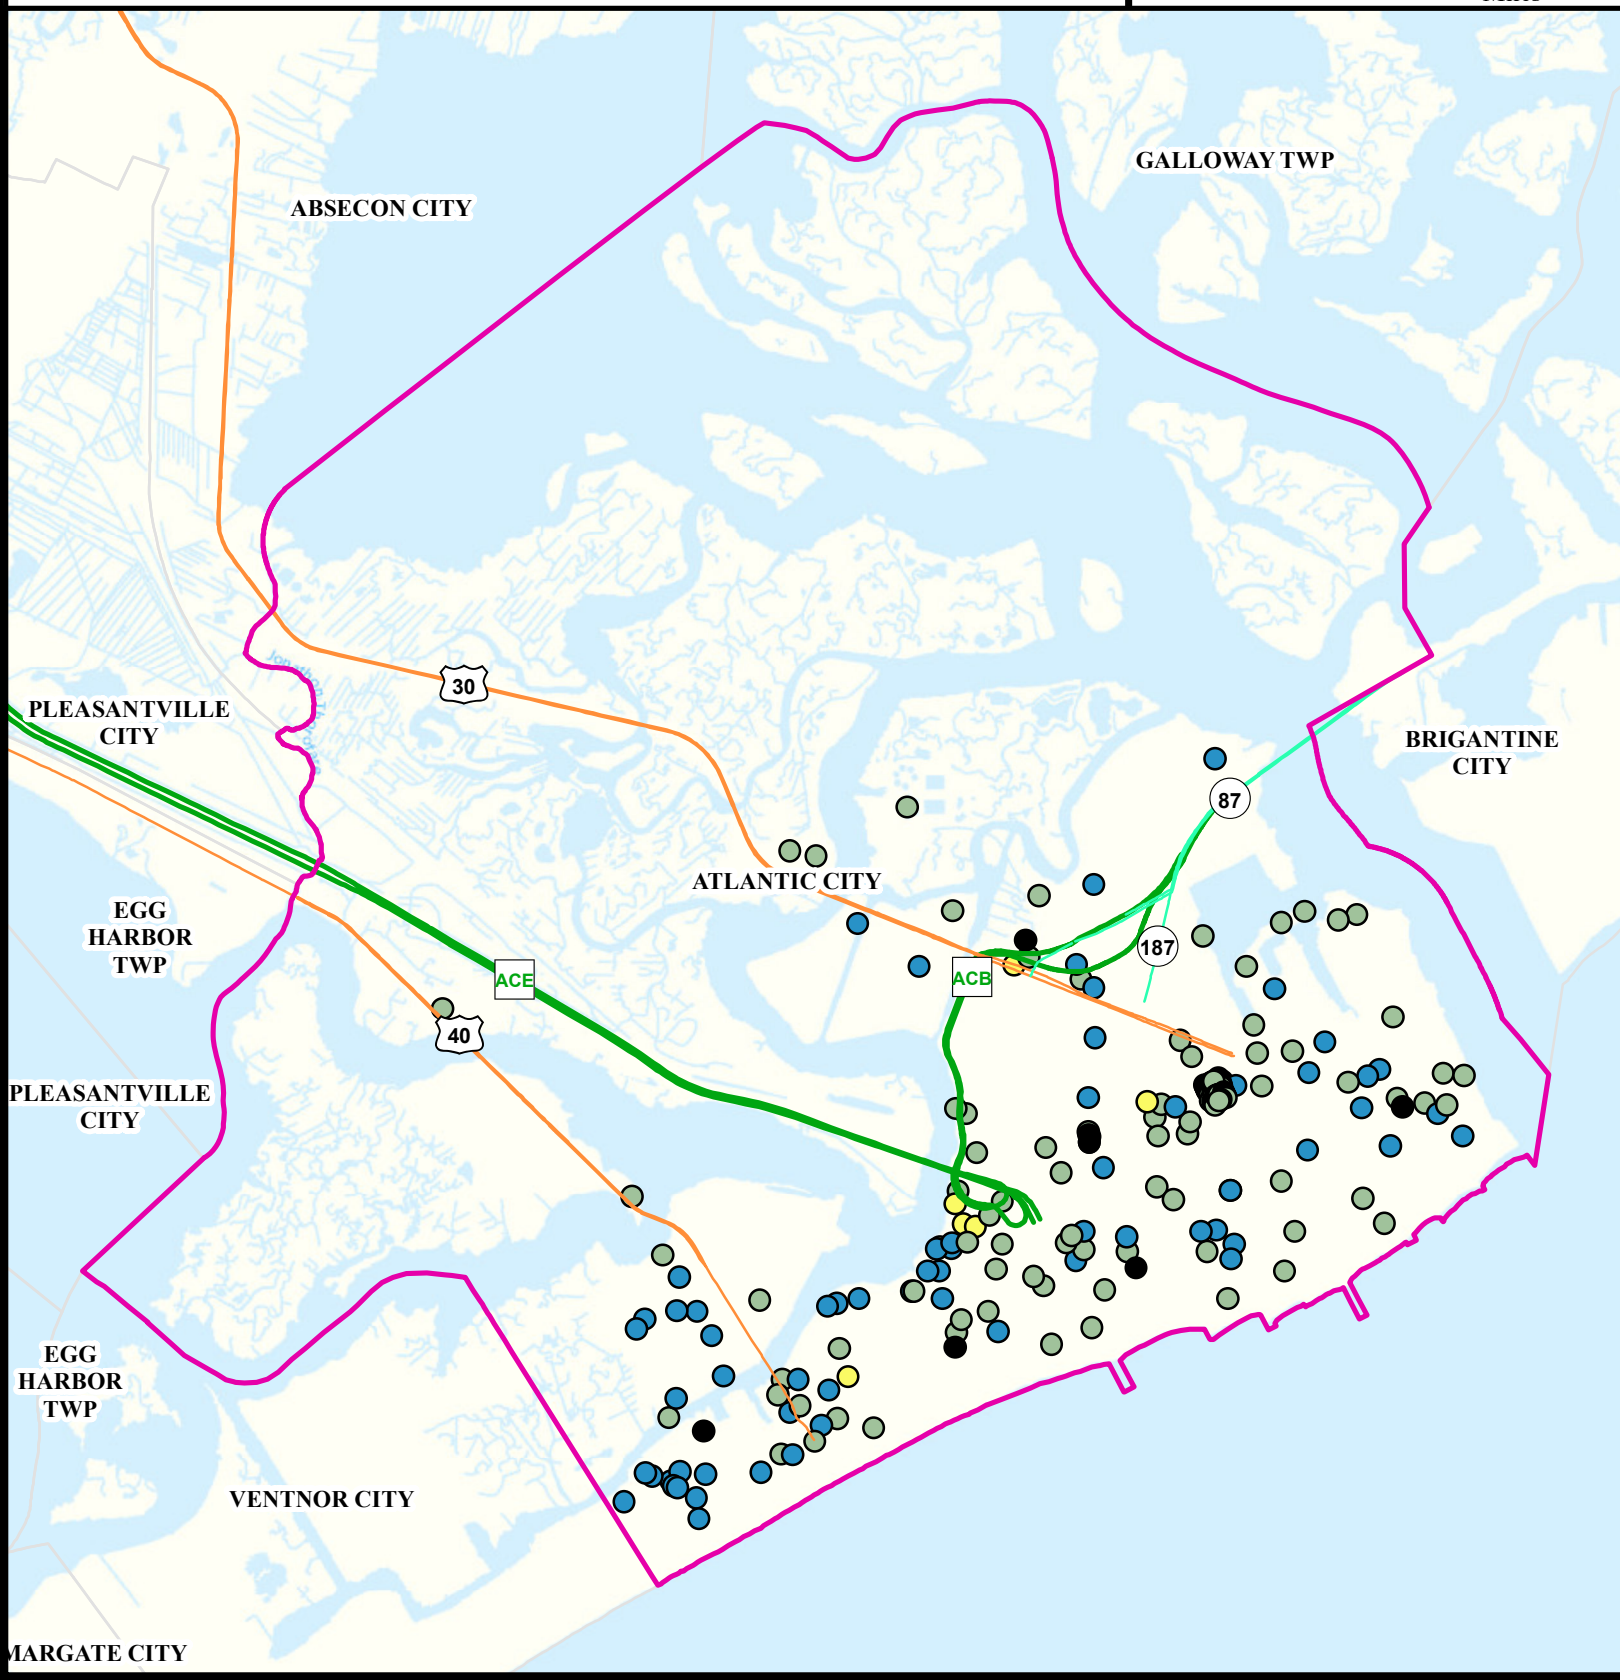 GALLOWAY TWP
ABSECON CITY
30
PLEASANTVILLE
CITY
BRIGANTINE
CITY
87
ATLANTIC CITY
EGG
HARBOR
TWP
187
ACE
ACB
40
PLEASANTVILLE
CITY
EGG
HARBOR
TWP
VENTNOR CITY
MARGATE CITY